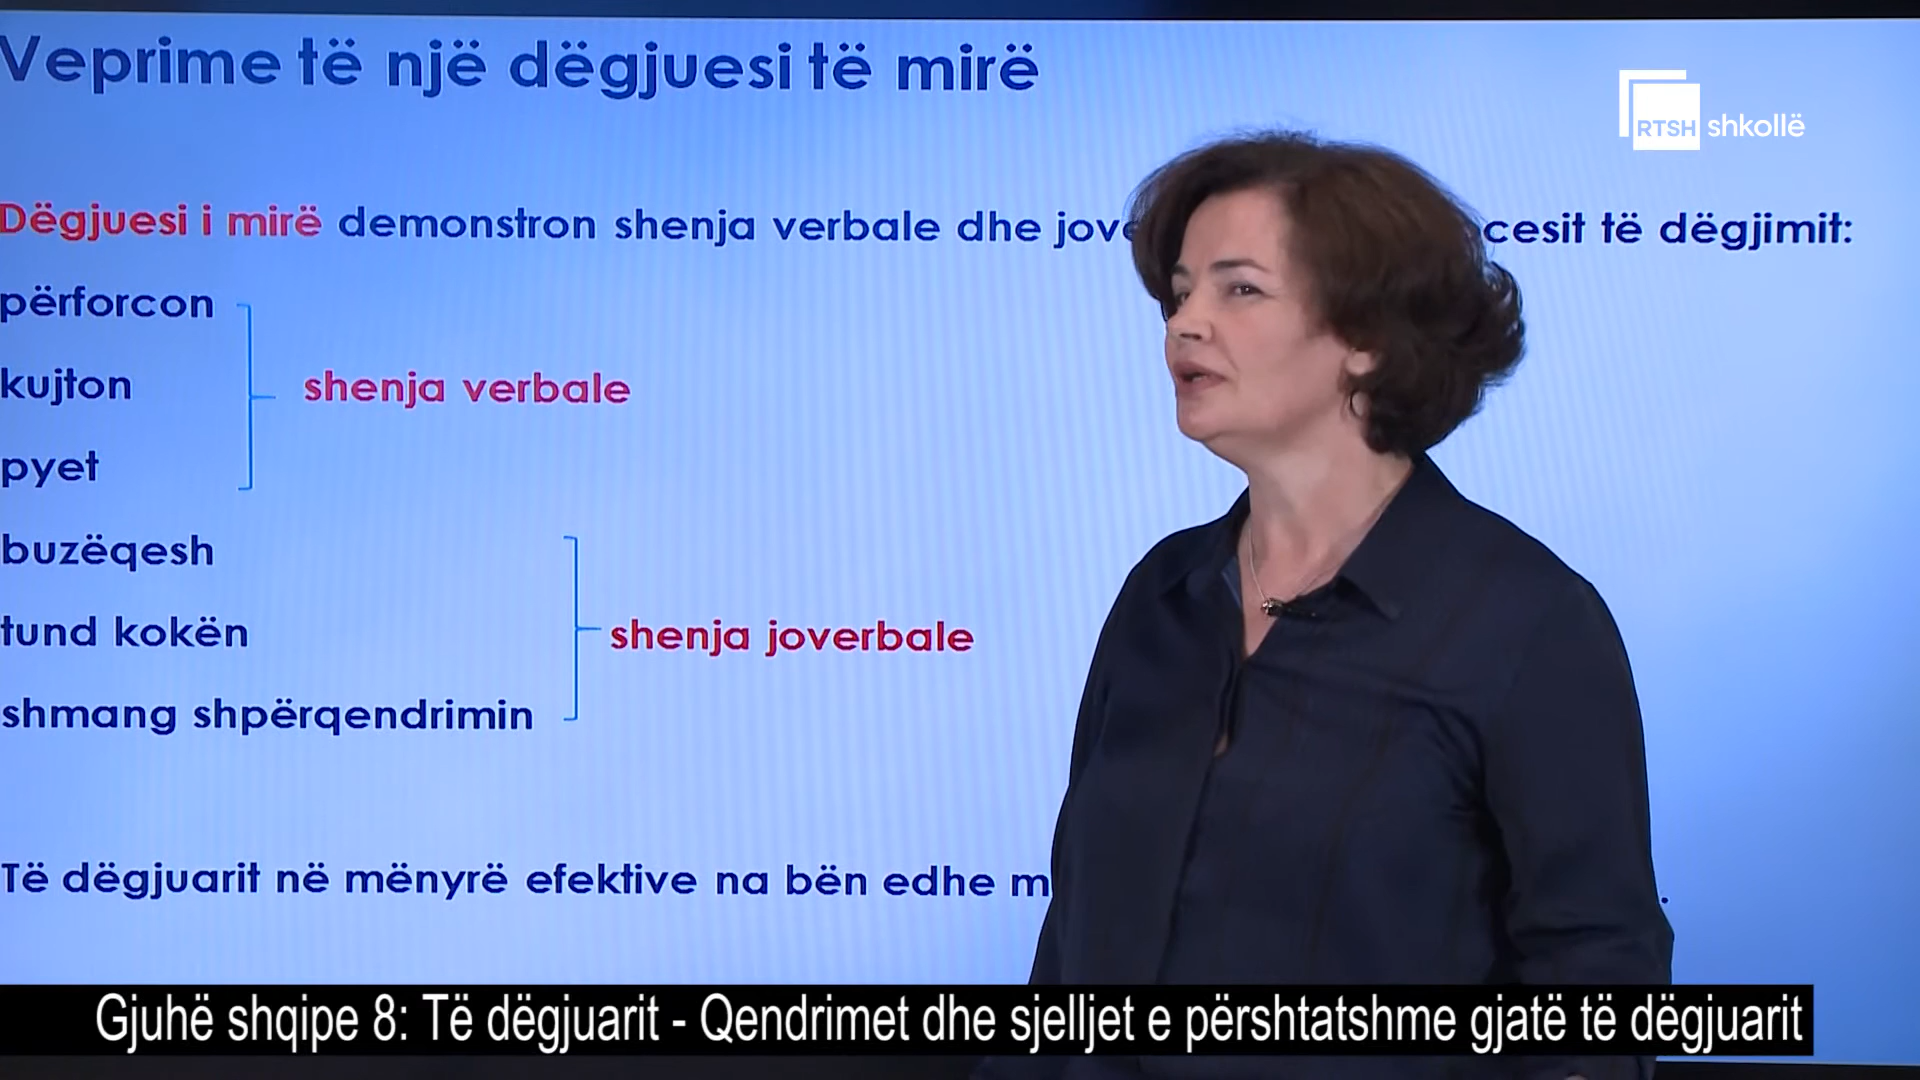 Veprime të një dëgjuesi të mirë
RTSH shkollë
Dëgjuesi i mirë demonstron shenja verbale dhe të dëgjimit:
përforcon
kujton
shenja verbale
pyet
buzëqesh
tund kokën
shenja joverbale
shmang shpërqendrimin
Të dëgjuarit në mënyrë efektive na bën edhe
Gjuhë shqipe 8: Të dëgjuarit - Qendrimet dhe sjelljet e përshtatshme gjatë të dëgjuarit